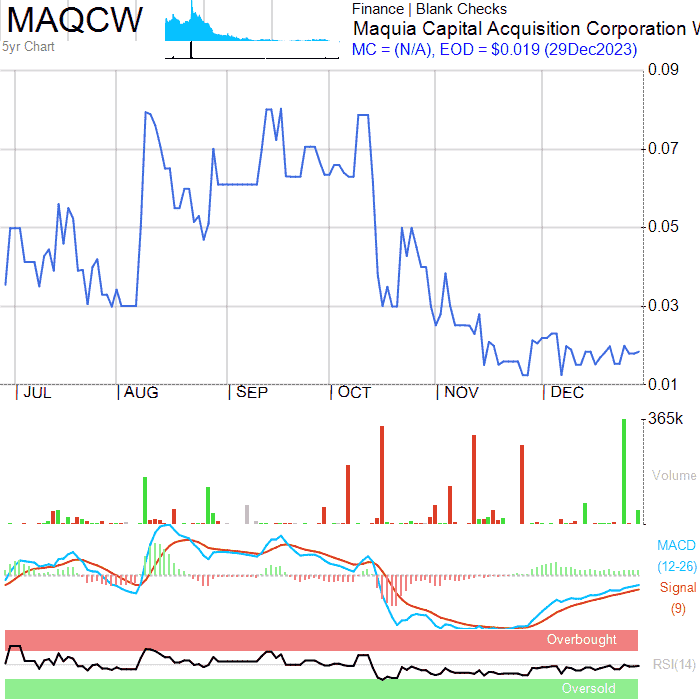 MAQCW
5yr Chart
Finance | Blank Checks
Maquia Capital Acquisition Corporation W
MC = (N/A), EOD = $0.019 (29Dec2023)
0.09
0.07
0.05
0.03
0.01
JUL AUG SEP OCT NOV DEC
365k
Volume
MACD
(12-26)
Signal
(9)
Overbought
RSI(14)
Oversold